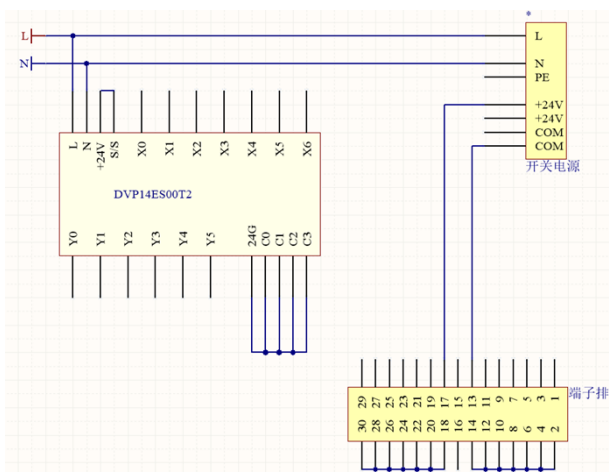 *
L
L
N
N
PE
+24V
+24V
COM
COM
开关电源
L N +24V S/S X0 X1 X2 X3 X4 X5 X6
DVP14ES00T2
Y0 Y1 Y2 Y3 Y4 Y5 24G C0 C1 C2 C3
端子排
29 27 25 23 21 19 17 15 13 11 9 7 5 3 1
30 28 26 24 22 20 18 16 14 12 10 8 6 4 2